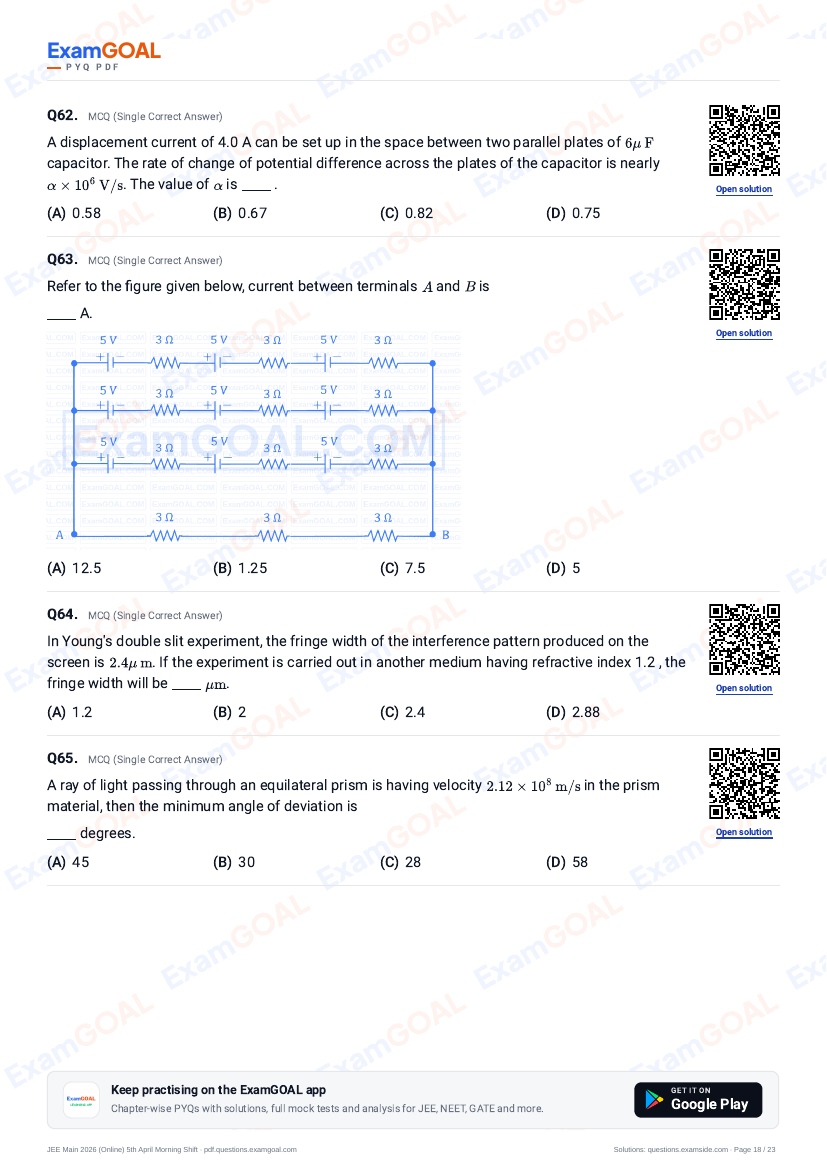 ExamGOAL
PYQ PDF
Q62. MCQ (Single Correct Answer)
A displacement current of 4.0 A can be set up in the space between two parallel plates of 6μ F
capacitor. The rate of change of potential difference across the plates of the capacitor is nearly
α × 10⁶ V/s. The value of α is ____ .
Open solution
(A) 0.58 (B) 0.67 (C) 0.82 (D) 0.75
Q63. MCQ (Single Correct Answer)
Refer to the figure given below, current between terminals A and B is
____ A.
Open solution
5 V 3 Ω 5 V 3 Ω 5 V 3 Ω
+ − + − + −
5 V 3 Ω 5 V 3 Ω 5 V 3 Ω
+ − + − + −
ExamGOAL.COM
5 V 3 Ω 5 V 3 Ω 5 V 3 Ω
+ − + − + −
3 Ω 3 Ω 3 Ω
A B
(A) 12.5 (B) 1.25 (C) 7.5 (D) 5
Q64. MCQ (Single Correct Answer)
In Young's double slit experiment, the fringe width of the interference pattern produced on the
screen is 2.4μ m. If the experiment is carried out in another medium having refractive index 1.2 , the
fringe width will be ____ μm.
Open solution
(A) 1.2 (B) 2 (C) 2.4 (D) 2.88
Q65. MCQ (Single Correct Answer)
A ray of light passing through an equilateral prism is having velocity 2.12 × 10⁸ m/s in the prism
material, then the minimum angle of deviation is
____ degrees.
Open solution
(A) 45 (B) 30 (C) 28 (D) 58
Keep practising on the ExamGOAL app
Chapter-wise PYQs with solutions, full mock tests and analysis for JEE, NEET, GATE and more.
GET IT ON
Google Play
JEE Main 2026 (Online) 5th April Morning Shift · pdf.questions.examgoal.com
Solutions: questions.examside.com · Page 18 / 23